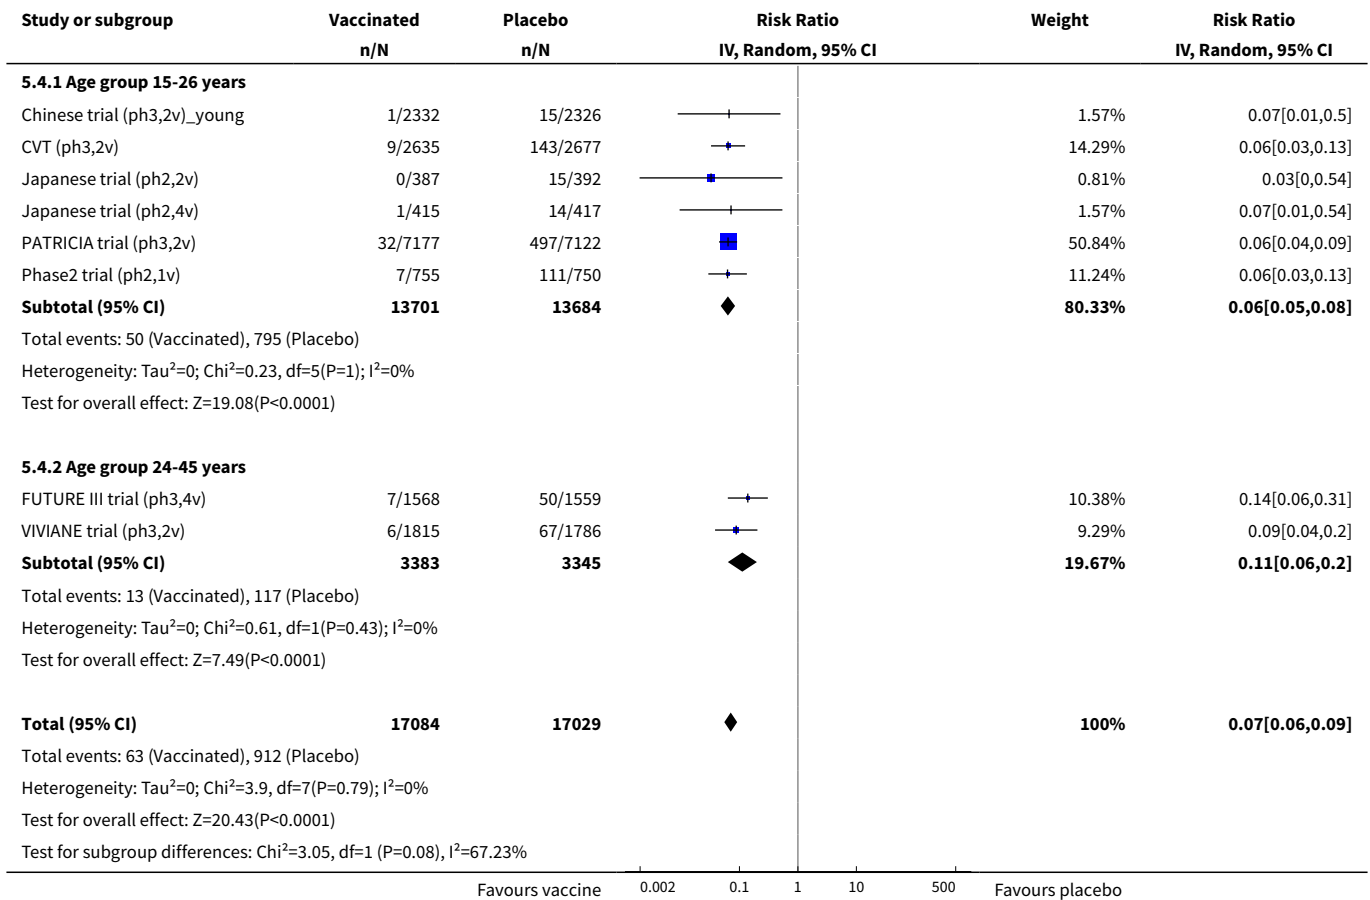 Study or subgroup Vaccinated Placebo Risk Ratio Weight Risk Ratio
n/N n/N IV, Random, 95% CI IV, Random, 95% CI
5.4.1 Age group 15-26 years
Chinese trial (ph3,2v)_young 1/2332 15/2326 1.57% 0.07[0.01,0.5]
CVT (ph3,2v) 9/2635 143/2677 14.29% 0.06[0.03,0.13]
Japanese trial (ph2,2v) 0/387 15/392 0.81% 0.03[0,0.54]
Japanese trial (ph2,4v) 1/415 14/417 1.57% 0.07[0.01,0.54]
PATRICIA trial (ph3,2v) 32/7177 497/7122 50.84% 0.06[0.04,0.09]
Phase2 trial (ph2,1v) 7/755 111/750 11.24% 0.06[0.03,0.13]
Subtotal (95% CI) 13701 13684 80.33% 0.06[0.05,0.08]
Total events: 50 (Vaccinated), 795 (Placebo)
Heterogeneity: Tau²=0; Chi²=0.23, df=5(P=1); I²=0%
Test for overall effect: Z=19.08(P<0.0001)
5.4.2 Age group 24-45 years
FUTURE III trial (ph3,4v) 7/1568 50/1559 10.38% 0.14[0.06,0.31]
VIVIANE trial (ph3,2v) 6/1815 67/1786 9.29% 0.09[0.04,0.2]
Subtotal (95% CI) 3383 3345 19.67% 0.11[0.06,0.2]
Total events: 13 (Vaccinated), 117 (Placebo)
Heterogeneity: Tau²=0; Chi²=0.61, df=1(P=0.43); I²=0%
Test for overall effect: Z=7.49(P<0.0001)
Total (95% CI) 17084 17029 100% 0.07[0.06,0.09]
Total events: 63 (Vaccinated), 912 (Placebo)
Heterogeneity: Tau²=0; Chi²=3.9, df=7(P=0.79); I²=0%
Test for overall effect: Z=20.43(P<0.0001)
Test for subgroup differences: Chi²=3.05, df=1 (P=0.08), I²=67.23%
Favours vaccine 0.002 0.1 1 10 500 Favours placebo